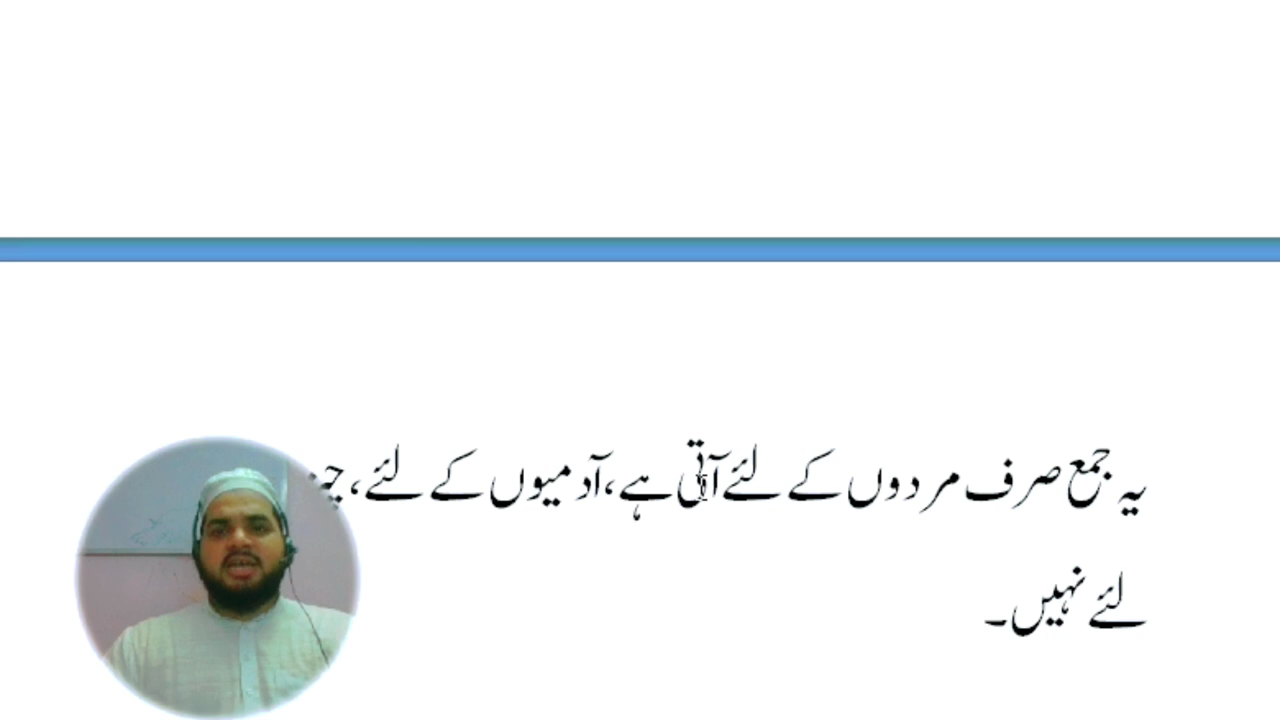 یہ جمع صرف مردوں کے لئے آتی ہے، آدمیوں کے لئے،
لئے نہیں۔